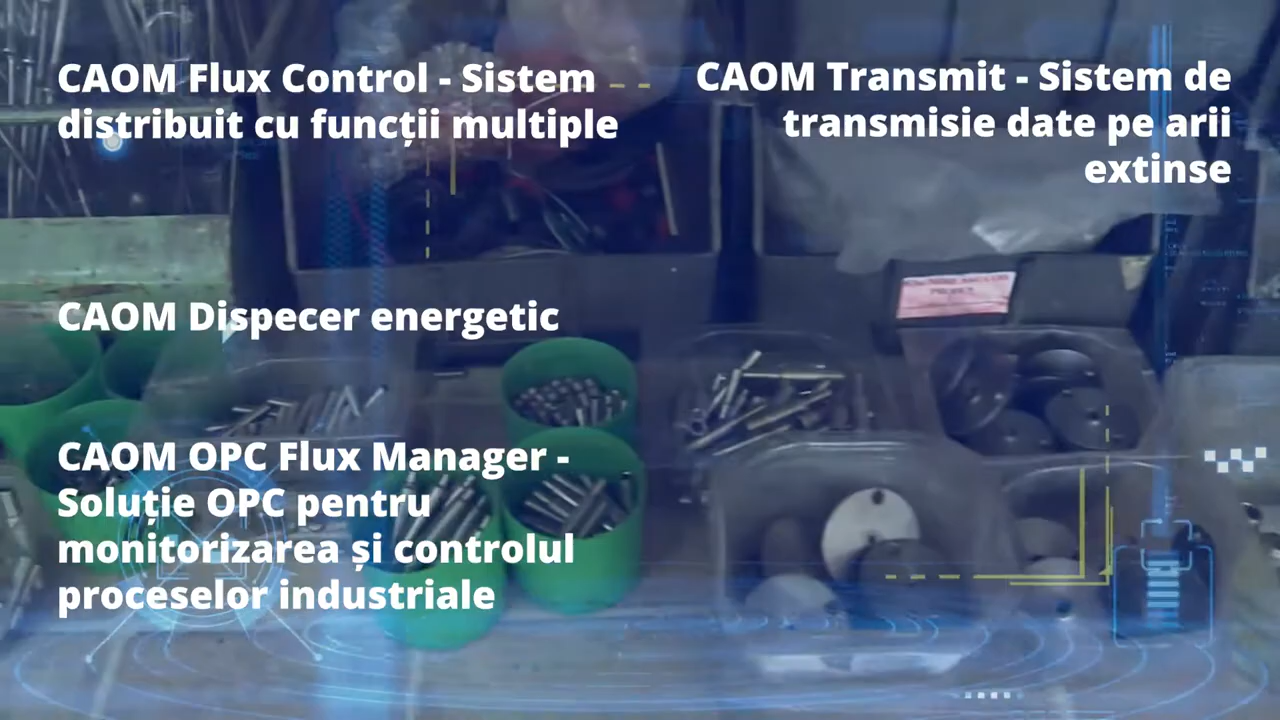 CAOM Flux Control - Sistem
distribuit cu funcții multiple
CAOM Transmit - Sistem de
transmisie date pe arii
extinse
CAOM Dispecer energetic
CAOM OPC Flux Manager -
Soluție OPC pentru
monitorizarea și controlul
proceselor industriale